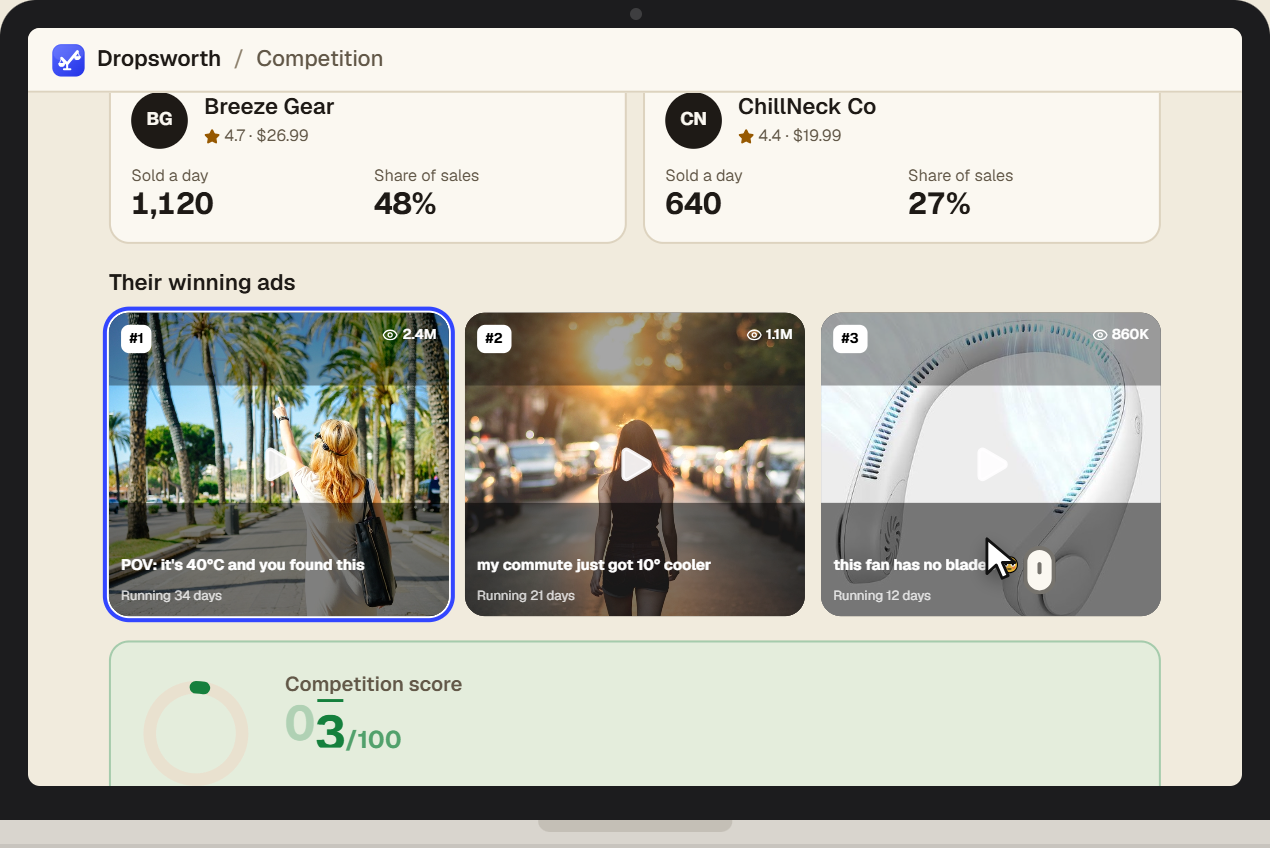 Dropsworth / Competition
BG
Breeze Gear
4.7 · $26.99
Sold a day
Share of sales
1,120
48%
CN
ChillNeck Co
4.4 · $19.99
Sold a day
Share of sales
640
27%
Their winning ads
#1
2.4M
POV: it's 40°C and you found this
Running 34 days
#2
1.1M
my commute just got 10° cooler
Running 21 days
#3
860K
this fan has no blade
Running 12 days
Competition score
03/100